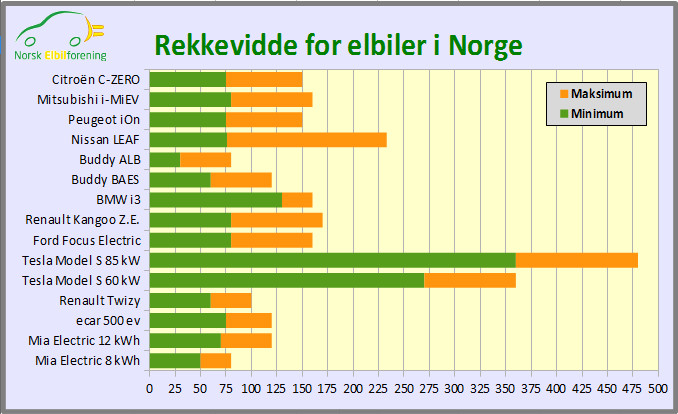 Norsk Elbilforening
Rekkevidde for elbiler i Norge
Citroën C-ZERO
Mitsubishi i-MiEV
Peugeot iOn
Nissan LEAF
Buddy ALB
Buddy BAES
BMW i3
Renault Kangoo Z.E.
Ford Focus Electric
Tesla Model S 85 kW
Tesla Model S 60 kW
Renault Twizy
ecar 500 ev
Mia Electric 12 kWh
Mia Electric 8 kWh
Maksimum
Minimum
0 25 50 75 100 125 150 175 200 225 250 275 300 325 350 375 400 425 450 475 500